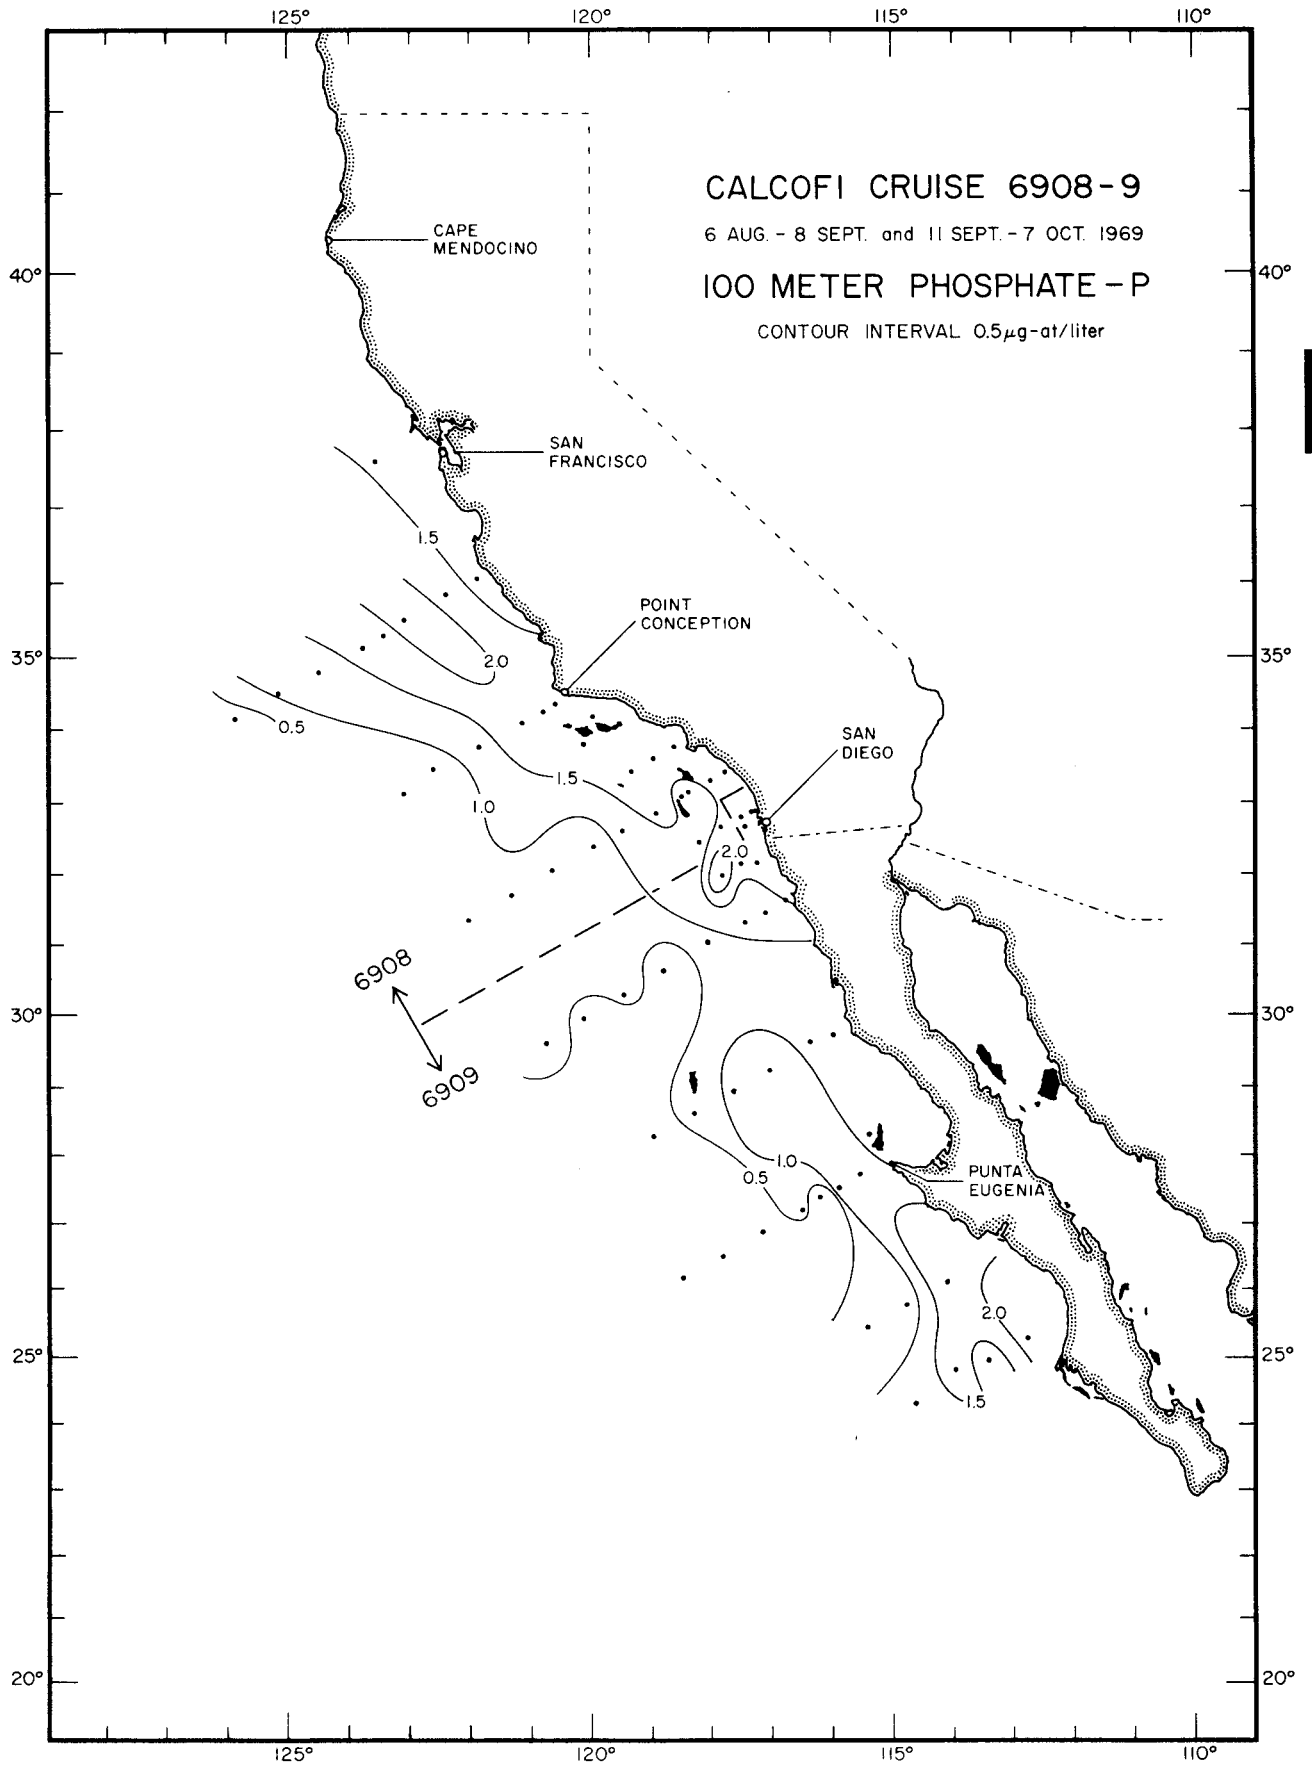 125° 120° 115° 110°
CALCOFI CRUISE 6908-9
6 AUG. - 8 SEPT. and 11 SEPT. - 7 OCT. 1969
100 METER PHOSPHATE - P
CONTOUR INTERVAL 0.5µg-at/liter
CAPE
MENDOCINO
40° 40°
SAN
FRANCISCO
1.5
POINT
CONCEPTION
35° 35°
2.0
0.5
SAN
DIEGO
1.5
1.0
2.0
6908
30° 30°
6909
1.0
0.5
PUNTA
EUGENIA
2.0
25° 25°
1.5
20° 20°
125° 120° 115° 110°